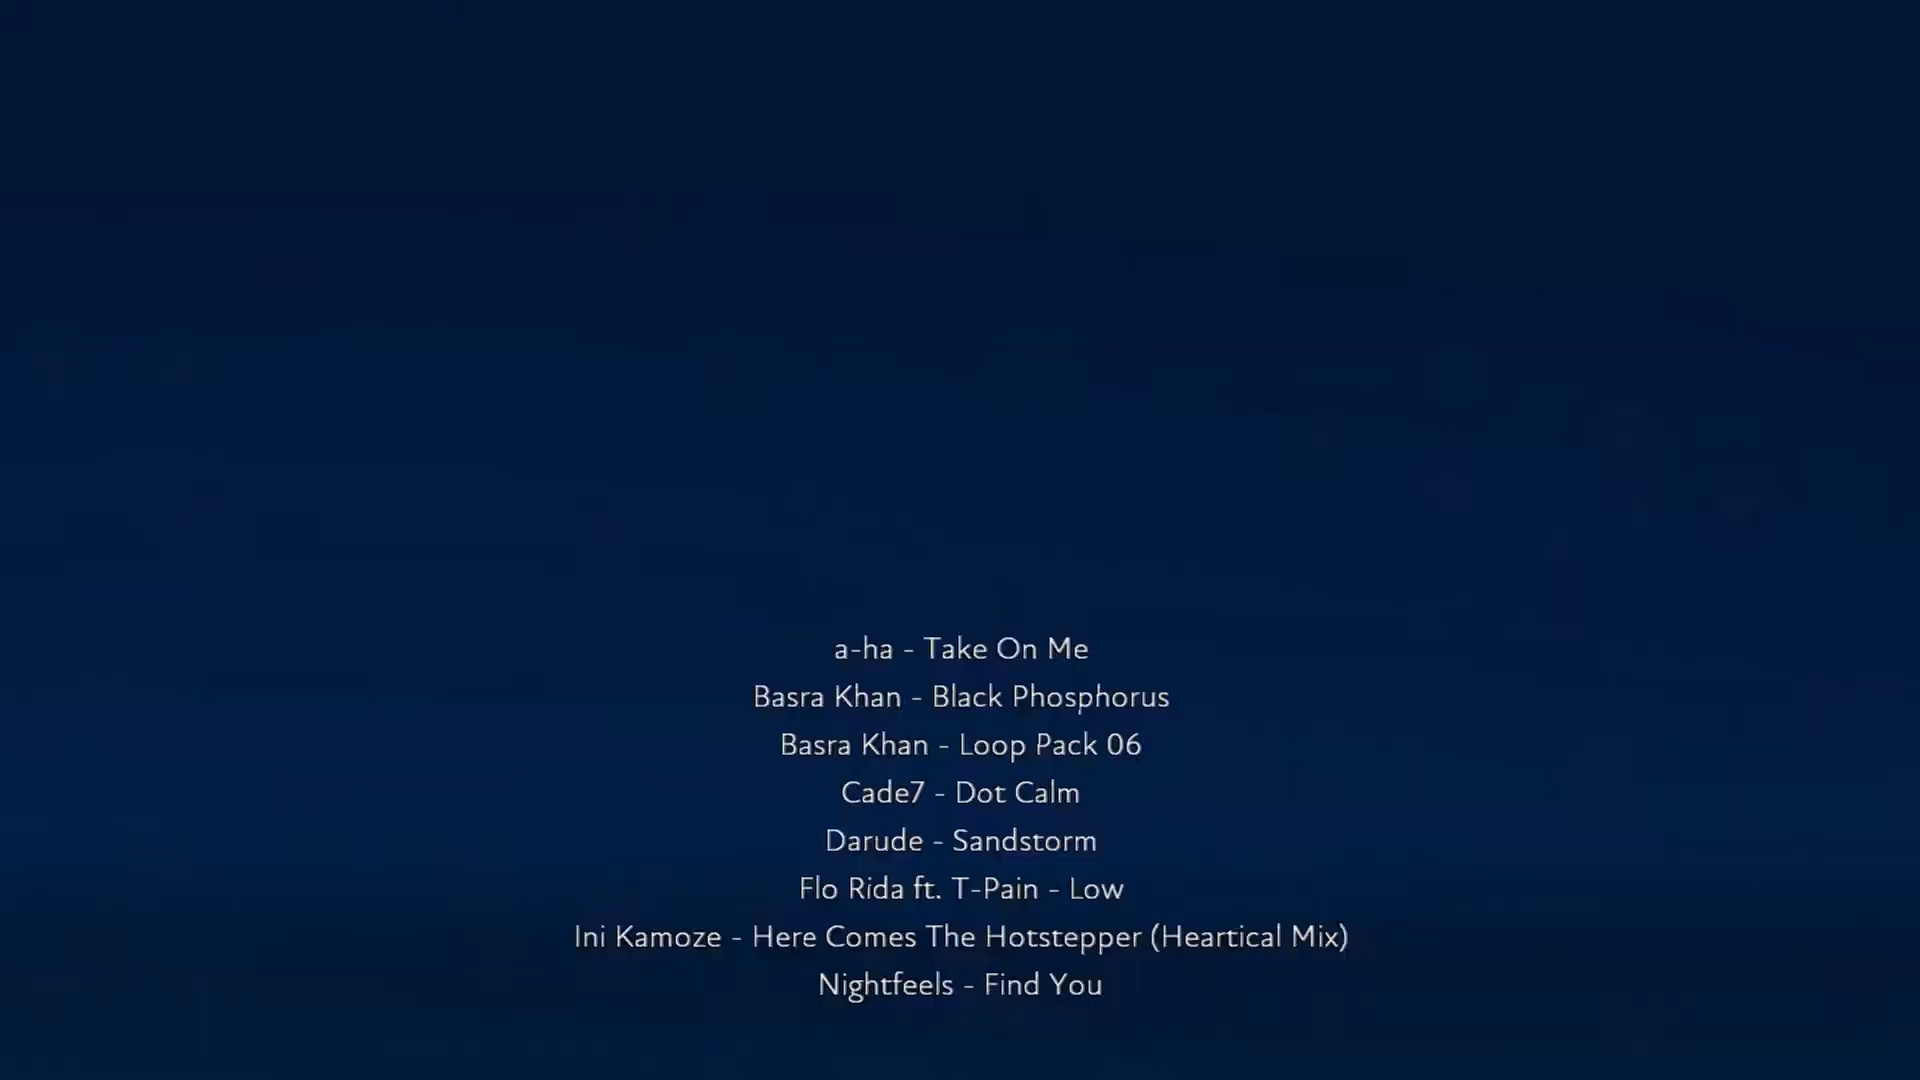 a-ha - Take On Me
Basra Khan - Black Phosphorus
Basra Khan - Loop Pack 06
Cade7 - Dot Calm
Darude - Sandstorm
Flo Rida ft. T-Pain - Low
Ini Kamoze - Here Comes The Hotstepper (Heartical Mix)
Nightfeels - Find You